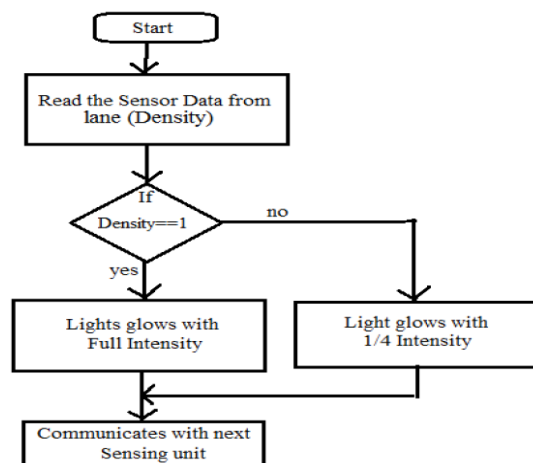 Start
Read the Sensor Data from
lane (Density)
If
Density==1
no
yes
Lights glows with
Full Intensity
Light glows with
1/4 Intensity
Communicates with next
Sensing unit